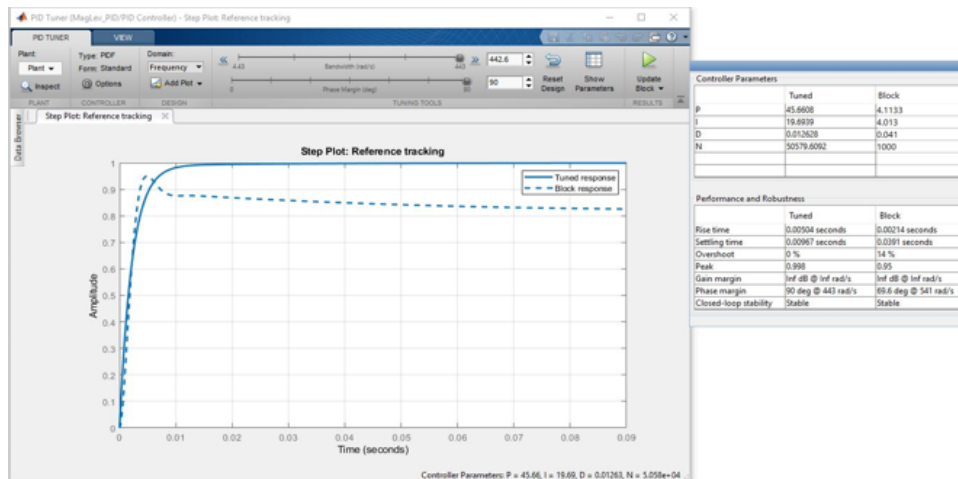 PID Tuner (MagLev_PID/PID Controller) - Step Plot: Reference tracking
PID TUNER VIEW
Plant: Type: PIDF Domain:
Plant Form: Standard Frequency 4.43 Bandwidth (rad/s) 443 442.6
Inspect Options Add Plot 0 Phase Margin (deg) 90 90 Reset Design Show Parameters Update Block
PLANT CONTROLLER DESIGN TUNING TOOLS RESULTS
Data Browser
Step Plot: Reference tracking
Step Plot: Reference tracking
Tuned response
Block response
Amplitude
1
0.9
0.8
0.7
0.6
0.5
0.4
0.3
0.2
0.1
0
0 0.01 0.02 0.03 0.04 0.05 0.06 0.07 0.08 0.09
Time (seconds)
Controller Parameters: P = 45.66, I = 19.69, D = 0.01263, N = 5.058e+04
Controller Parameters
Tuned Block
P 45.6608 4.1133
I 19.6939 4.013
D 0.012628 0.041
N 50579.6092 1000
Performance and Robustness
Tuned Block
Rise time 0.00504 seconds 0.00214 seconds
Settling time 0.00967 seconds 0.0391 seconds
Overshoot 0 % 14 %
Peak 0.998 0.95
Gain margin Inf dB @ Inf rad/s Inf dB @ Inf rad/s
Phase margin 90 deg @ 443 rad/s 69.6 deg @ 541 rad/s
Closed-loop stability Stable Stable